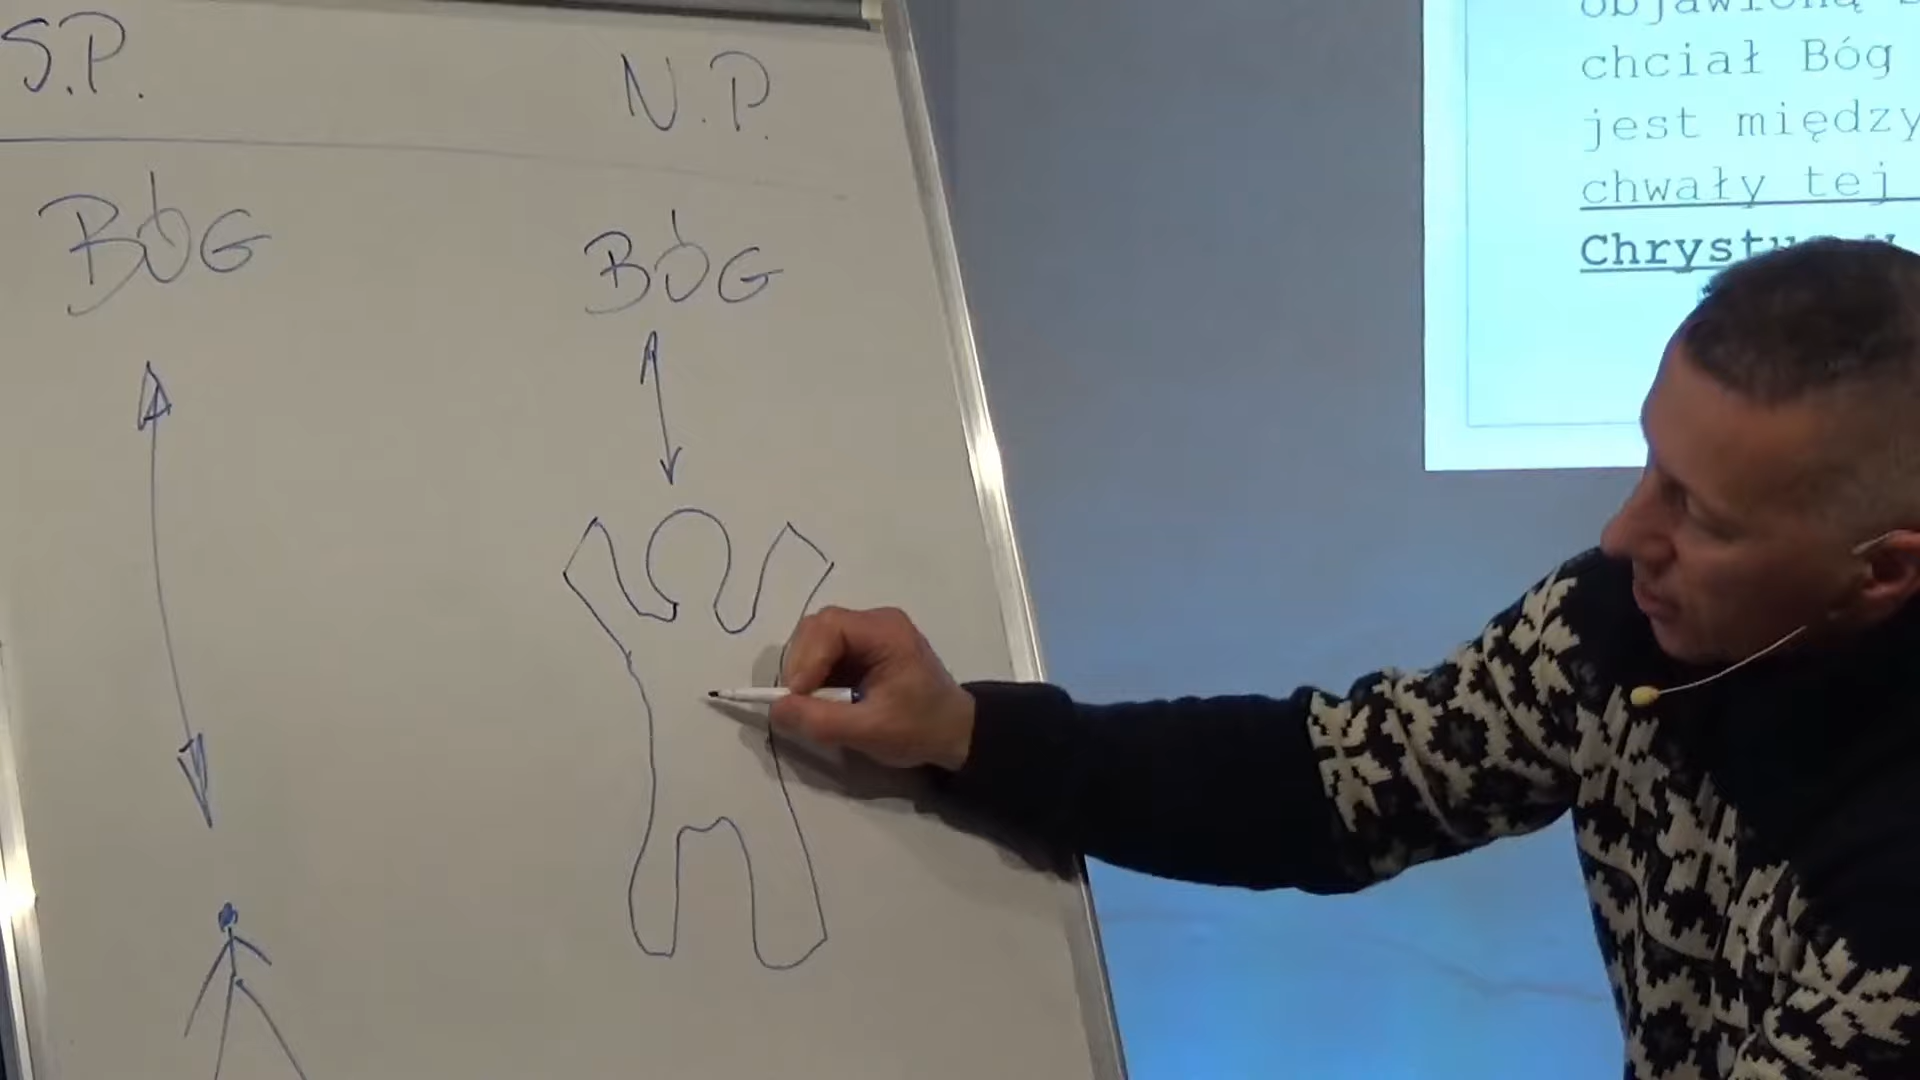 S.P.
N.P.
BÓG
BÓG
chciał Bóg
jest między
chwały tej